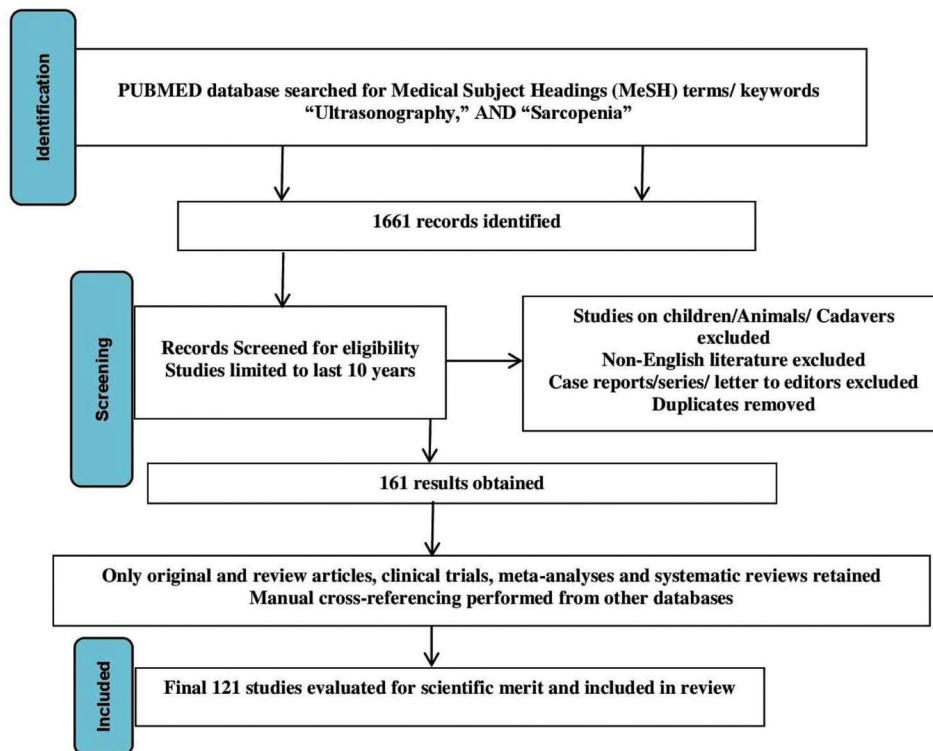 Identification
PUBMED database searched for Medical Subject Headings (MeSH) terms/ keywords
“Ultrasonography,” AND “Sarcopenia”
1661 records identified
Screening
Records Screened for eligibility
Studies limited to last 10 years
Studies on children/Animals/ Cadavers
excluded
Non-English literature excluded
Case reports/series/ letter to editors excluded
Duplicates removed
161 results obtained
Only original and review articles, clinical trials, meta-analyses and systematic reviews retained
Manual cross-referencing performed from other databases
Included
Final 121 studies evaluated for scientific merit and included in review